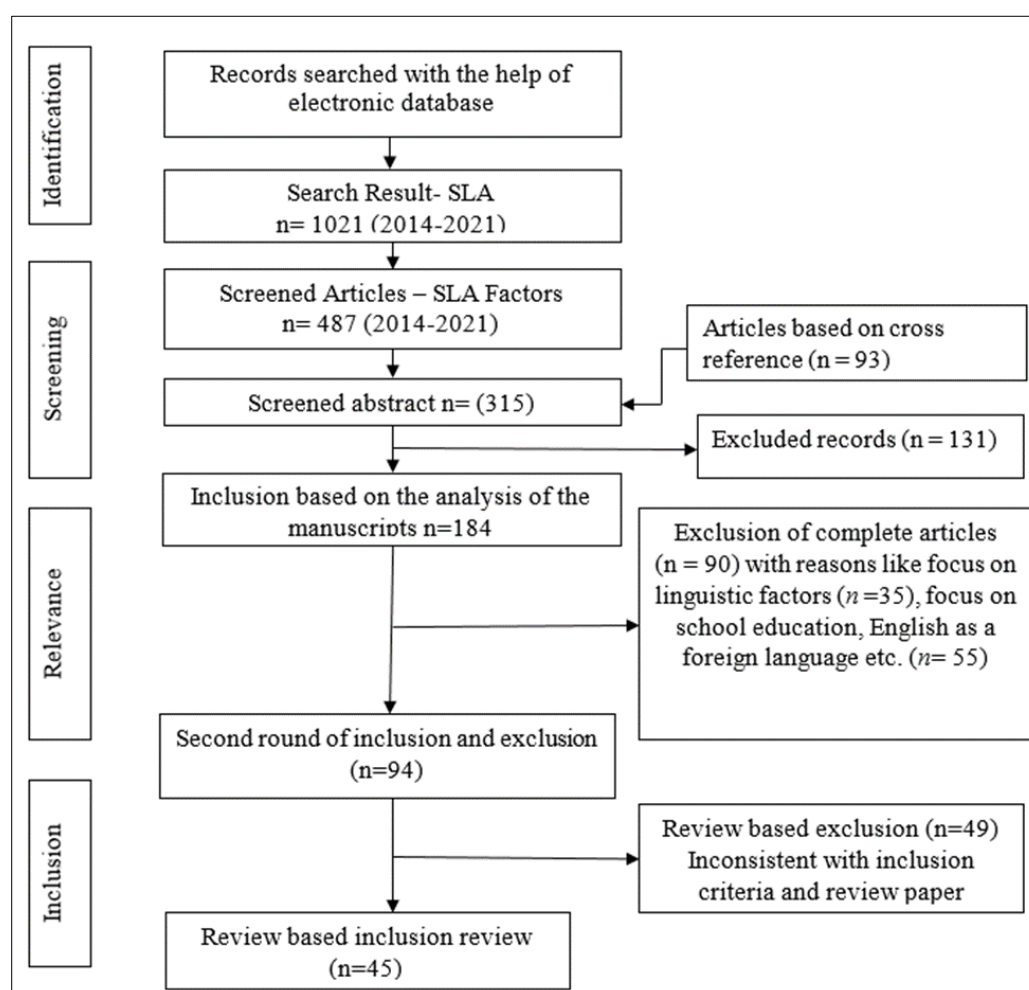 Identification
Records searched with the help of
electronic database
Search Result- SLA
n= 1021 (2014-2021)
Screening
Screened Articles – SLA Factors
n= 487 (2014-2021)
Articles based on cross
reference (n = 93)
Screened abstract n= (315)
Excluded records (n = 131)
Inclusion based on the analysis of the
manuscripts n=184
Relevance
Exclusion of complete articles
(n = 90) with reasons like focus on
linguistic factors (n =35), focus on
school education, English as a
foreign language etc. (n= 55)
Second round of inclusion and exclusion
(n=94)
Inclusion
Review based exclusion (n=49)
Inconsistent with inclusion
criteria and review paper
Review based inclusion review
(n=45)